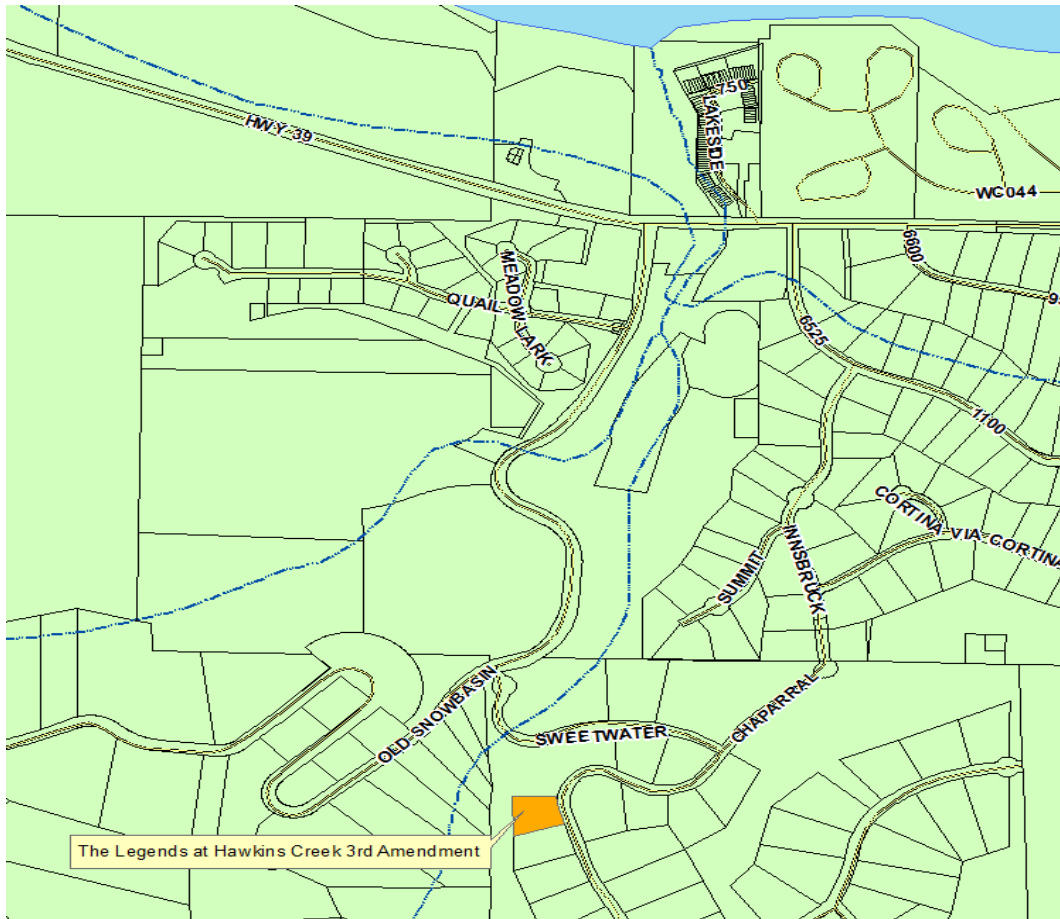 750
LAKESIDE
HWY 39
WC044
6600
MEADOW LARK
QUAIL
6525
1100
CORTINA VIA CORTINA
INNSBRUCK
SUMMIT
CHAPARRAL
OLD SNOWBASIN
SWEETWATER
The Legends at Hawkins Creek 3rd Amendment